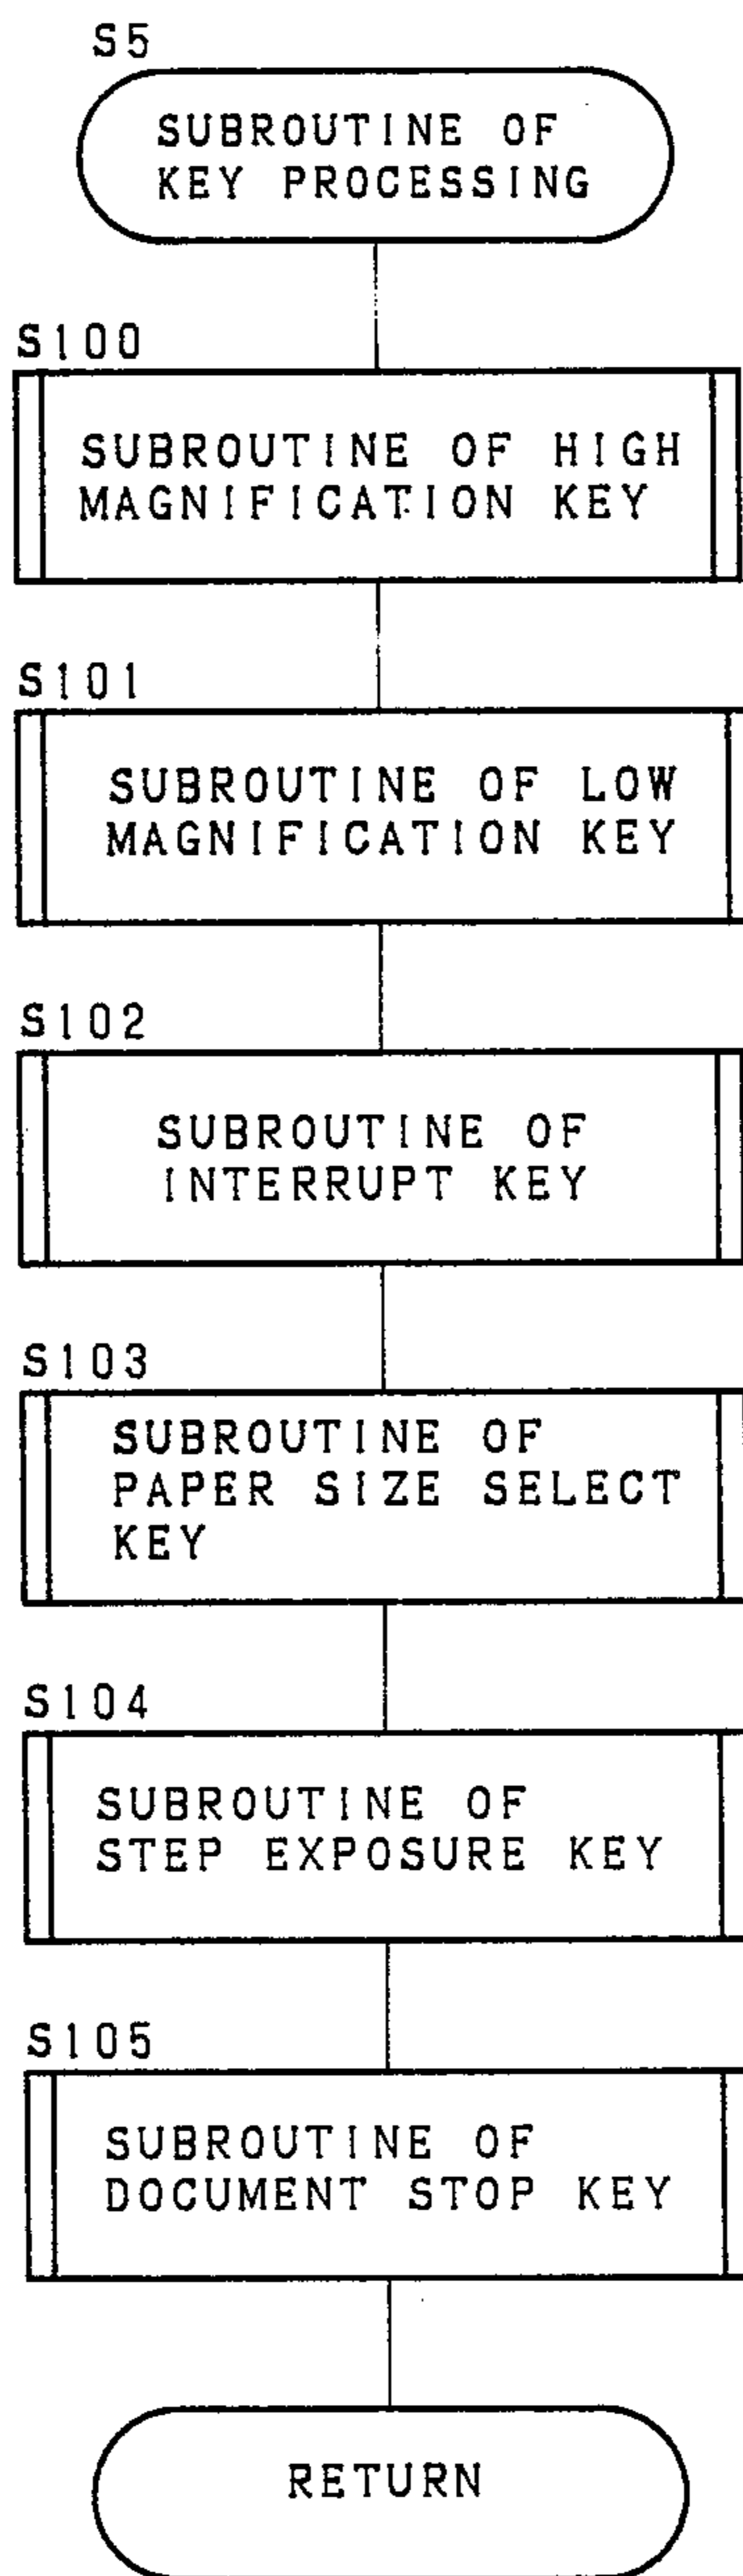 S5
SUBROUTINE OF
KEY PROCESSING
S100
SUBROUTINE OF HIGH
MAGNIFICATION KEY
S101
SUBROUTINE OF LOW
MAGNIFICATION KEY
S102
SUBROUTINE OF
INTERRUPT KEY
S103
SUBROUTINE OF
PAPER SIZE SELECT
KEY
S104
SUBROUTINE OF
STEP EXPOSURE KEY
S105
SUBROUTINE OF
DOCUMENT STOP KEY
RETURN